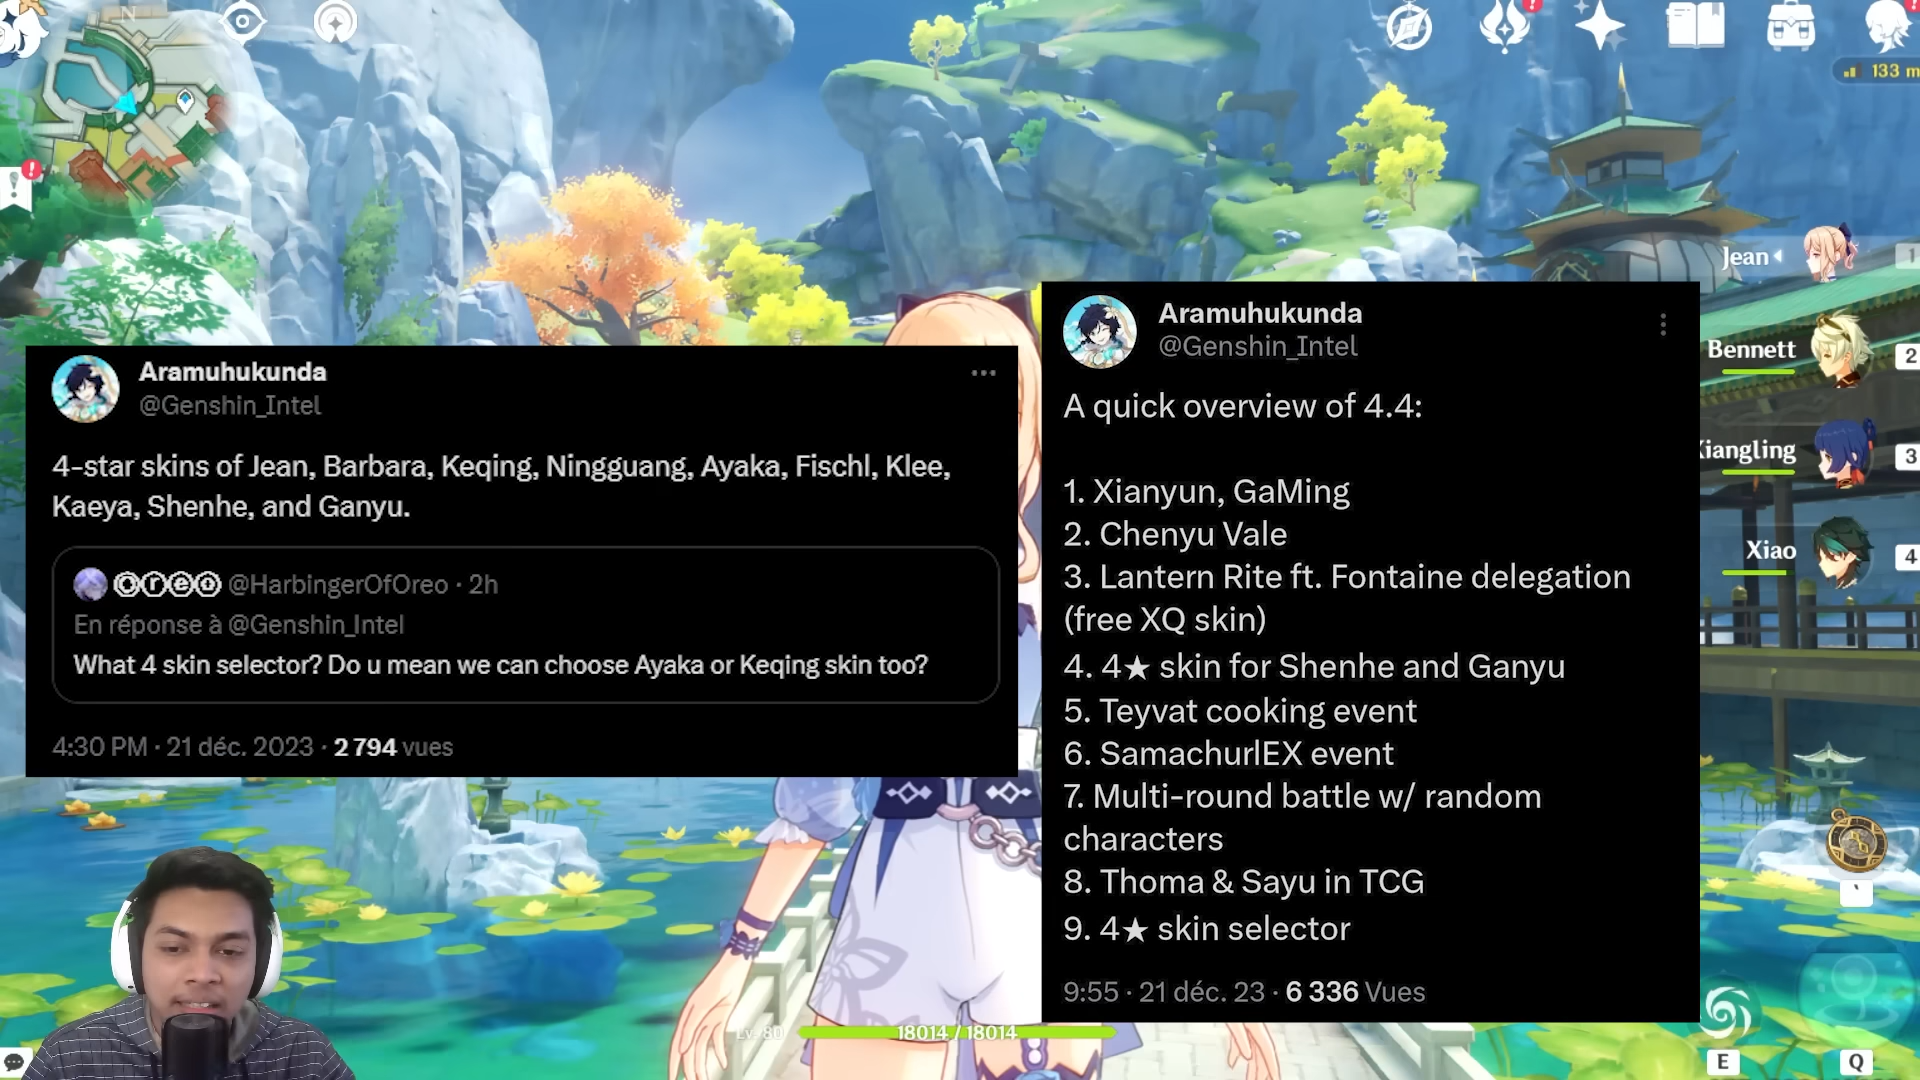 N
133 m
Jean
1
Bennett
2
Xiangling
3
Xiao
4
Aramuhukunda
@Genshin_Intel
4-star skins of Jean, Barbara, Keqing, Ningguang, Ayaka, Fischl, Klee,
Kaeya, Shenhe, and Ganyu.
Ⓞⓡⓔⓞ @HarbingerOfOreo · 2h
En réponse à @Genshin_Intel
What 4 skin selector? Do u mean we can choose Ayaka or Keqing skin too?
4:30 PM · 21 déc. 2023 · 2 794 vues
Aramuhukunda
@Genshin_Intel
A quick overview of 4.4:
1. Xianyun, GaMing
2. Chenyu Vale
3. Lantern Rite ft. Fontaine delegation
(free XQ skin)
4. 4★ skin for Shenhe and Ganyu
5. Teyvat cooking event
6. SamachurlEX event
7. Multi-round battle w/ random
characters
8. Thoma & Sayu in TCG
9. 4★ skin selector
9:55 · 21 déc. 23 · 6 336 Vues
Lv. 80
18014 / 18014
E
Q